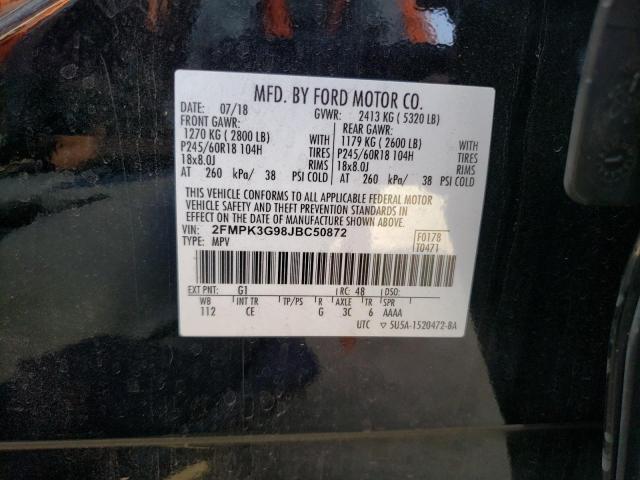 MFD. BY FORD MOTOR CO.
DATE: 07/18 GVWR: 2413 KG ( 5320 LB)
FRONT GAWR: REAR GAWR:
1270 KG ( 2800 LB) WITH 1179 KG ( 2600 LB) WITH
P245/60R18 104H TIRES P245/60R18 104H TIRES
18x8.0J RIMS 18x8.0J RIMS
AT 260 kPa/ 38 PSI COLD AT 260 kPa/ 38 PSI COLD
THIS VEHICLE CONFORMS TO ALL APPLICABLE FEDERAL MOTOR
VEHICLE SAFETY AND THEFT PREVENTION STANDARDS IN
EFFECT ON THE DATE OF MANUFACTURE SHOWN ABOVE.
VIN: 2FMPK3G98JBC50872 F0178
TYPE: MPV T0471
EXT PNT: G1 RC: 48 DSO:
WB INT TR TP/PS R AXLE TR SPR
112 CE G 3C 6 AAAA
UTC ▽ 5U5A-1520472-BA